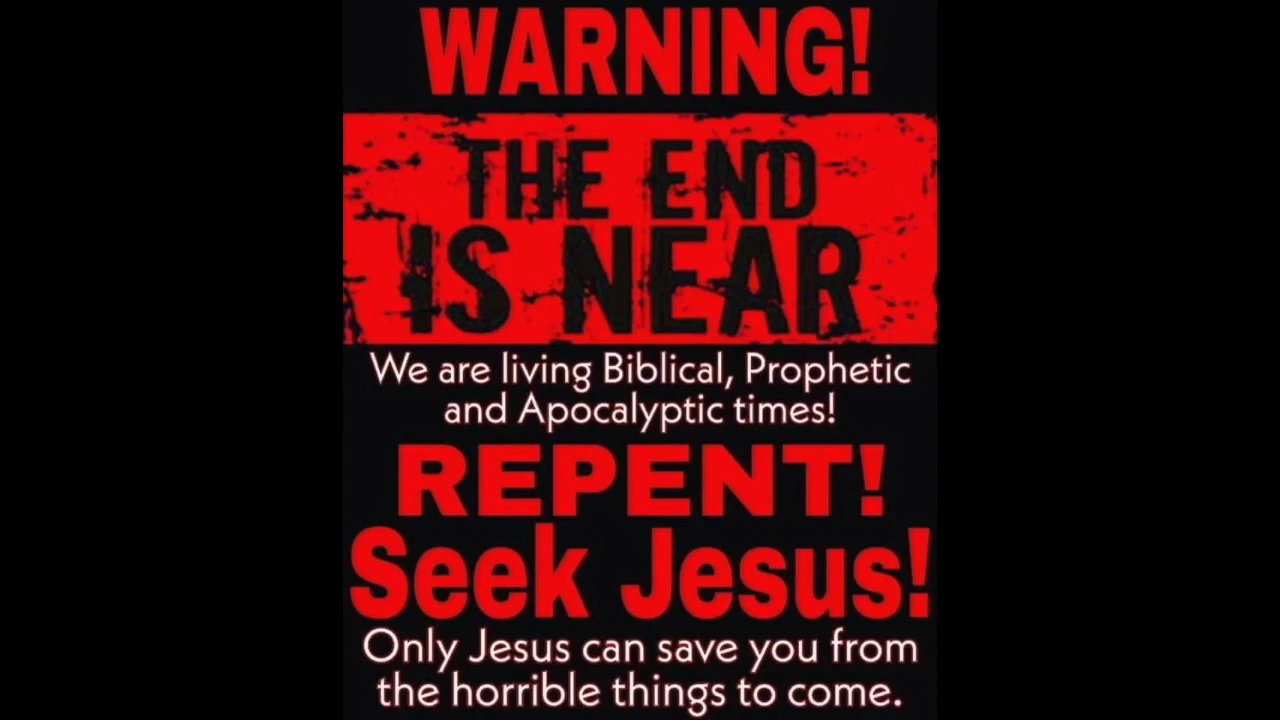 WARNING!
THE END
IS NEAR
We are living Biblical, Prophetic
and Apocalyptic times!
REPENT!
Seek Jesus!
Only Jesus can save you from
the horrible things to come.